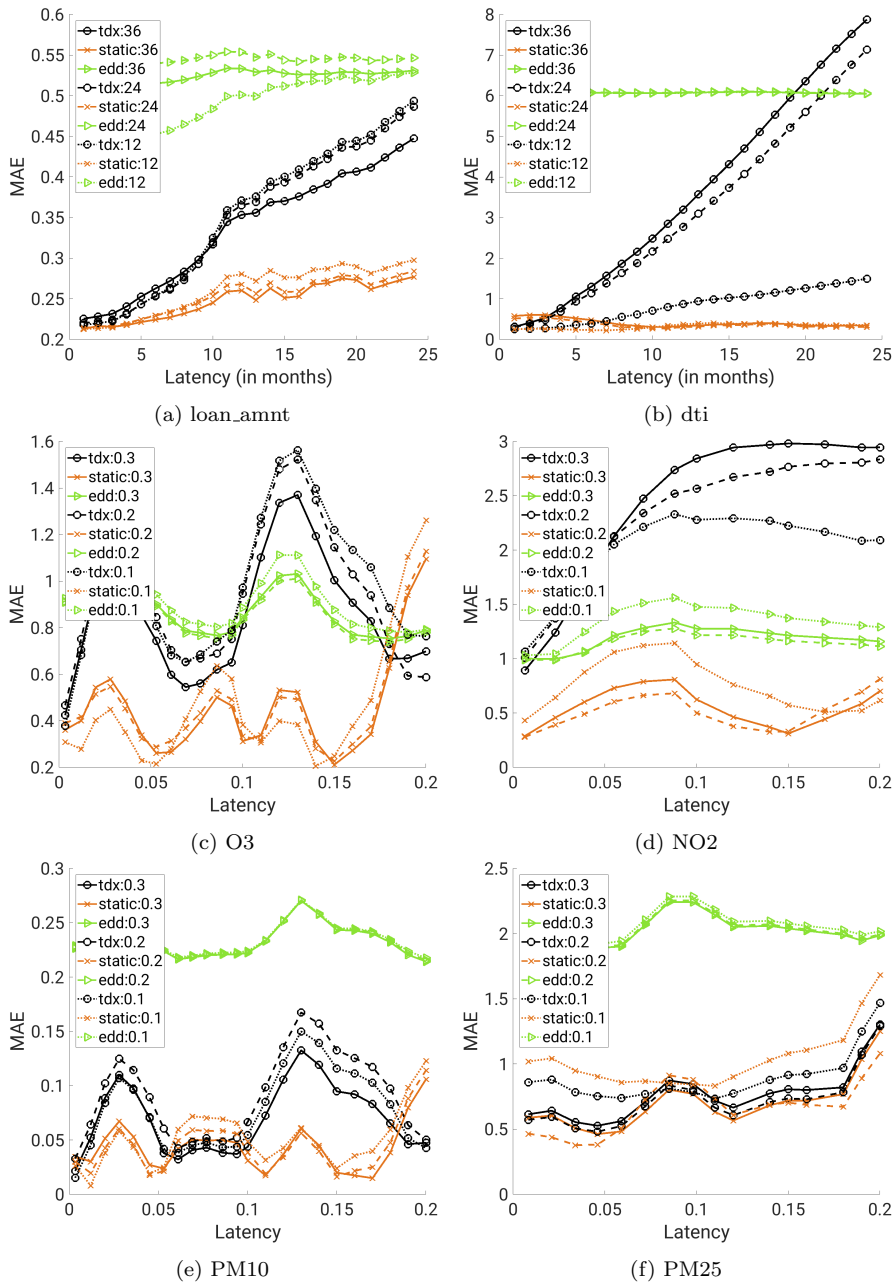 0.6
0.55
0.5
0.45
0.4
0.35
0.3
0.25
0.2
MAE
tdx:36
static:36
edd:36
tdx:24
static:24
edd:24
tdx:12
static:12
edd:12
0 5 10 15 20 25
Latency (in months)
(a) loan_amnt
8
7
6
5
4
3
2
1
0
MAE
tdx:36
static:36
edd:36
tdx:24
static:24
edd:24
tdx:12
static:12
edd:12
0 5 10 15 20 25
Latency (in months)
(b) dti
1.6
1.4
1.2
1
0.8
0.6
0.4
0.2
MAE
tdx:0.3
static:0.3
edd:0.3
tdx:0.2
static:0.2
edd:0.2
tdx:0.1
static:0.1
edd:0.1
0 0.05 0.1 0.15 0.2
Latency
(c) O3
3
2.5
2
1.5
1
0.5
0
MAE
tdx:0.3
static:0.3
edd:0.3
tdx:0.2
static:0.2
edd:0.2
tdx:0.1
static:0.1
edd:0.1
0 0.05 0.1 0.15 0.2
Latency
(d) NO2
0.3
0.25
0.2
0.15
0.1
0.05
0
MAE
tdx:0.3
static:0.3
edd:0.3
tdx:0.2
static:0.2
edd:0.2
tdx:0.1
static:0.1
edd:0.1
0 0.05 0.1 0.15 0.2
Latency
(e) PM10
2.5
2
1.5
1
0.5
0
MAE
tdx:0.3
static:0.3
edd:0.3
tdx:0.2
static:0.2
edd:0.2
tdx:0.1
static:0.1
edd:0.1
0 0.05 0.1 0.15 0.2
Latency
(f) PM25